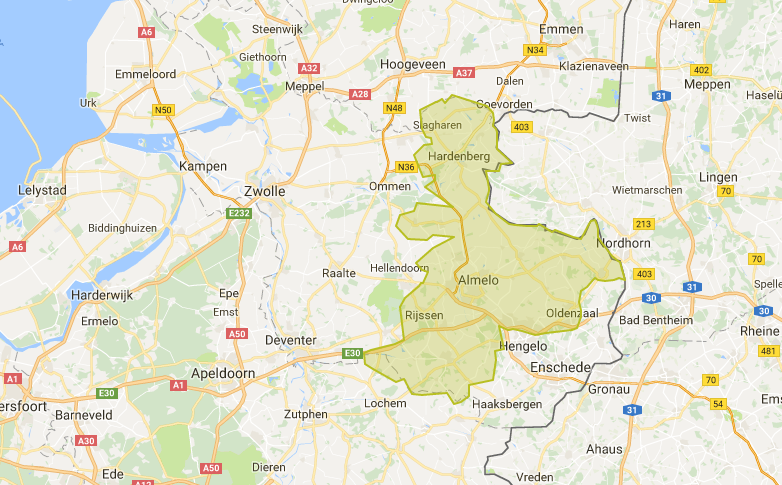 Dwingeloo
Steenwijk
Emmen
Haren
A6
N34
Giethoorn
Hoogeveen
Klazienaveen
402
Emmeloord
A32
A37
Meppen
Dalen
Meppel
A28
31
Haselü
Urk
N50
N48
Coevorden
Twist
Slagharen
403
Hardenberg
Kampen
N36
Lingen
Lelystad
Zwolle
Ommen
Wietmarschen
70
E232
Biddinghuizen
213
A6
Nordhorn
70
Raalte
Hellendoorn
403
Almelo
Spelle
Harderwijk
Epe
31
30
Ermelo
Emst
Rijssen
Oldenzaal
30
Bad Bentheim
A50
Rheine
Deventer
E30
Hengelo
481
Apeldoorn
Enschede
A1
A1
70
E30
Gronau
Ems
ersfoort
Barneveld
Lochem
Haaksbergen
54
Zutphen
31
A30
Ahaus
Ede
A50
Dieren
Vreden
A12